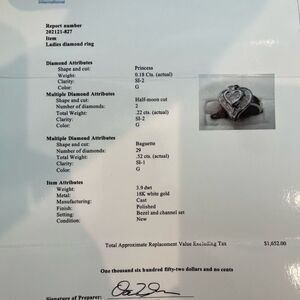 International
Report number
202121-827
Item
Ladies diamond ring
Diamond Attributes
Shape and cut: Princess
Weight: 0.18 Cts. (actual)
Clarity: SI-2
Color: G
Multiple Diamond Attributes
Shape and cut: Half-moon cut
Number of diamonds: 2
Total Weight: .22 cts (actual)
Clarity: SI-2
Color: G
Multiple Diamond Attributes
Shape and cut: Baguette
Number of diamonds: 29
Total Weight: .52 cts. (actual)
Clarity: SI-1
Color: G
Item Attributes
Weight: 3.9 dwt
Metal: 18K white gold
Manufacturing: Cast
Finish: Polished
Setting: Bezel and channel set
Condition: New
Total Approximate Replacement Value Excluding Tax $1,652.00
One thousand six hundred fifty-two dollars and no cents
Signature of Preparer: